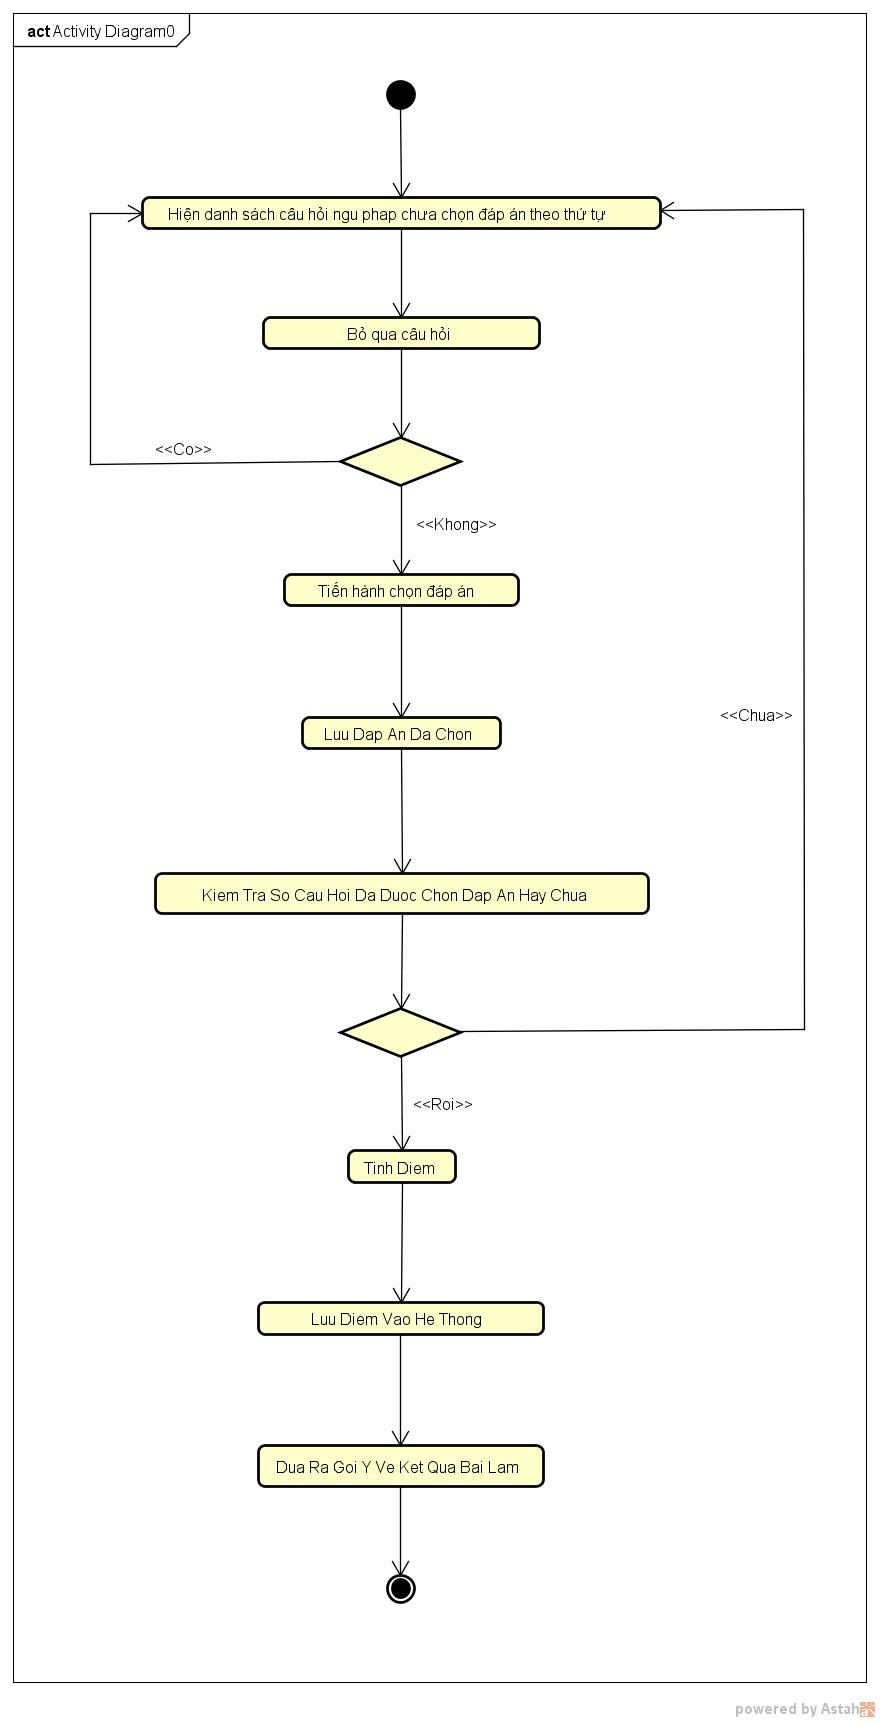 act Activity Diagram0
Hiện danh sách câu hỏi ngu phap chưa chọn đáp án theo thứ tự
Bỏ qua câu hỏi
<<Co>>
<<Khong>>
Tiến hành chọn đáp án
<<Chua>>
Luu Dap An Da Chon
Kiem Tra So Cau Hoi Da Duoc Chon Dap An Hay Chua
<<Roi>>
Tinh Diem
Luu Diem Vao He Thong
Dua Ra Goi Y Ve Ket Qua Bai Lam
powered by Astah